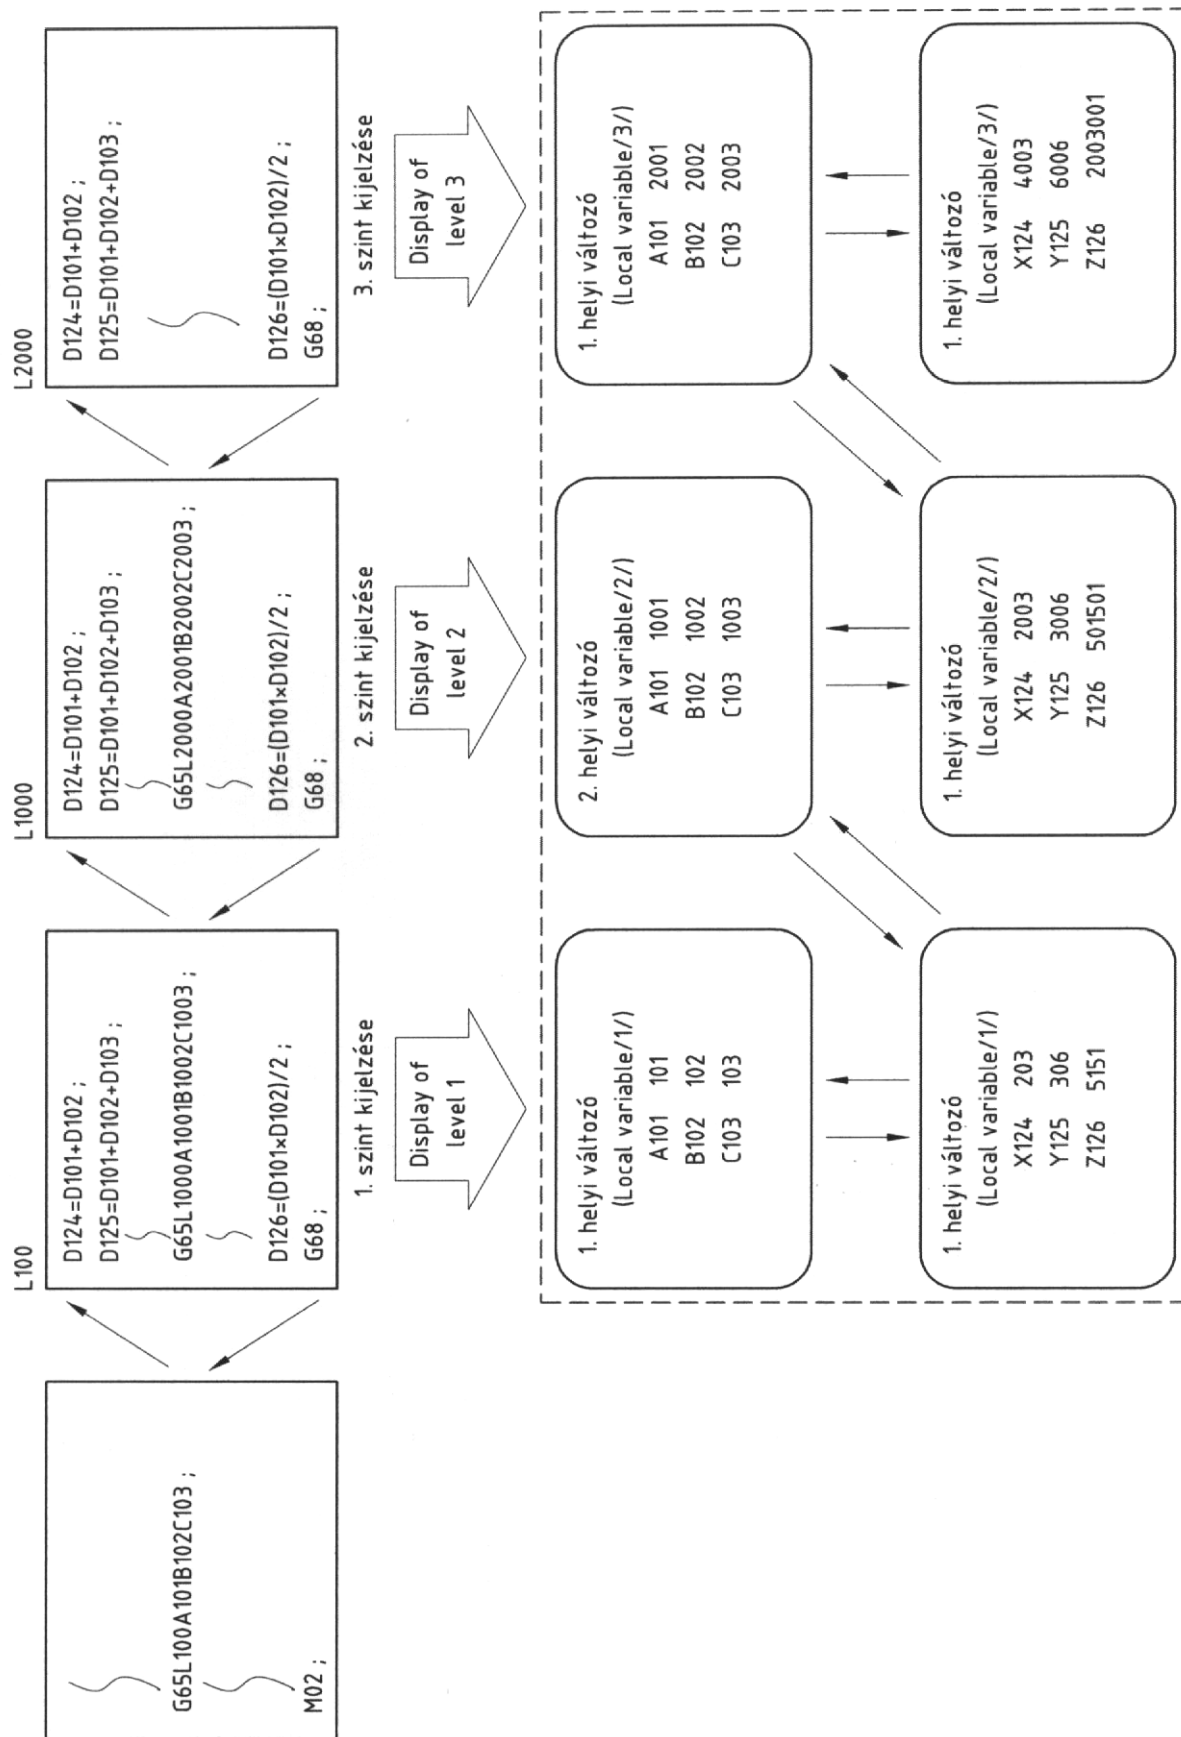 G65L100A101B102C103 ;
M02 ;
L100
D124=D101+D102 ;
D125=D101+D102+D103 ;
G65L1000A1001B1002C1003 ;
D126=(D101×D102)/2 ;
G68 ;
L1000
D124=D101+D102 ;
D125=D101+D102+D103 ;
G65L2000A2001B2002C2003 ;
D126=(D101×D102)/2 ;
G68 ;
L2000
D124=D101+D102 ;
D125=D101+D102+D103 ;
D126=(D101×D102)/2 ;
G68 ;
1. szint kijelzése
Display of
level 1
2. szint kijelzése
Display of
level 2
3. szint kijelzése
Display of
level 3
1. helyi változó
(Local variable/1/)
A101 101
B102 102
C103 103
2. helyi változó
(Local variable/2/)
A101 1001
B102 1002
C103 1003
1. helyi változó
(Local variable/3/)
A101 2001
B102 2002
C103 2003
1. helyi változó
(Local variable/1/)
X124 203
Y125 306
Z126 5151
1. helyi változó
(Local variable/2/)
X124 2003
Y125 3006
Z126 501501
1. helyi változó
(Local variable/3/)
X124 4003
Y125 6006
Z126 2003001